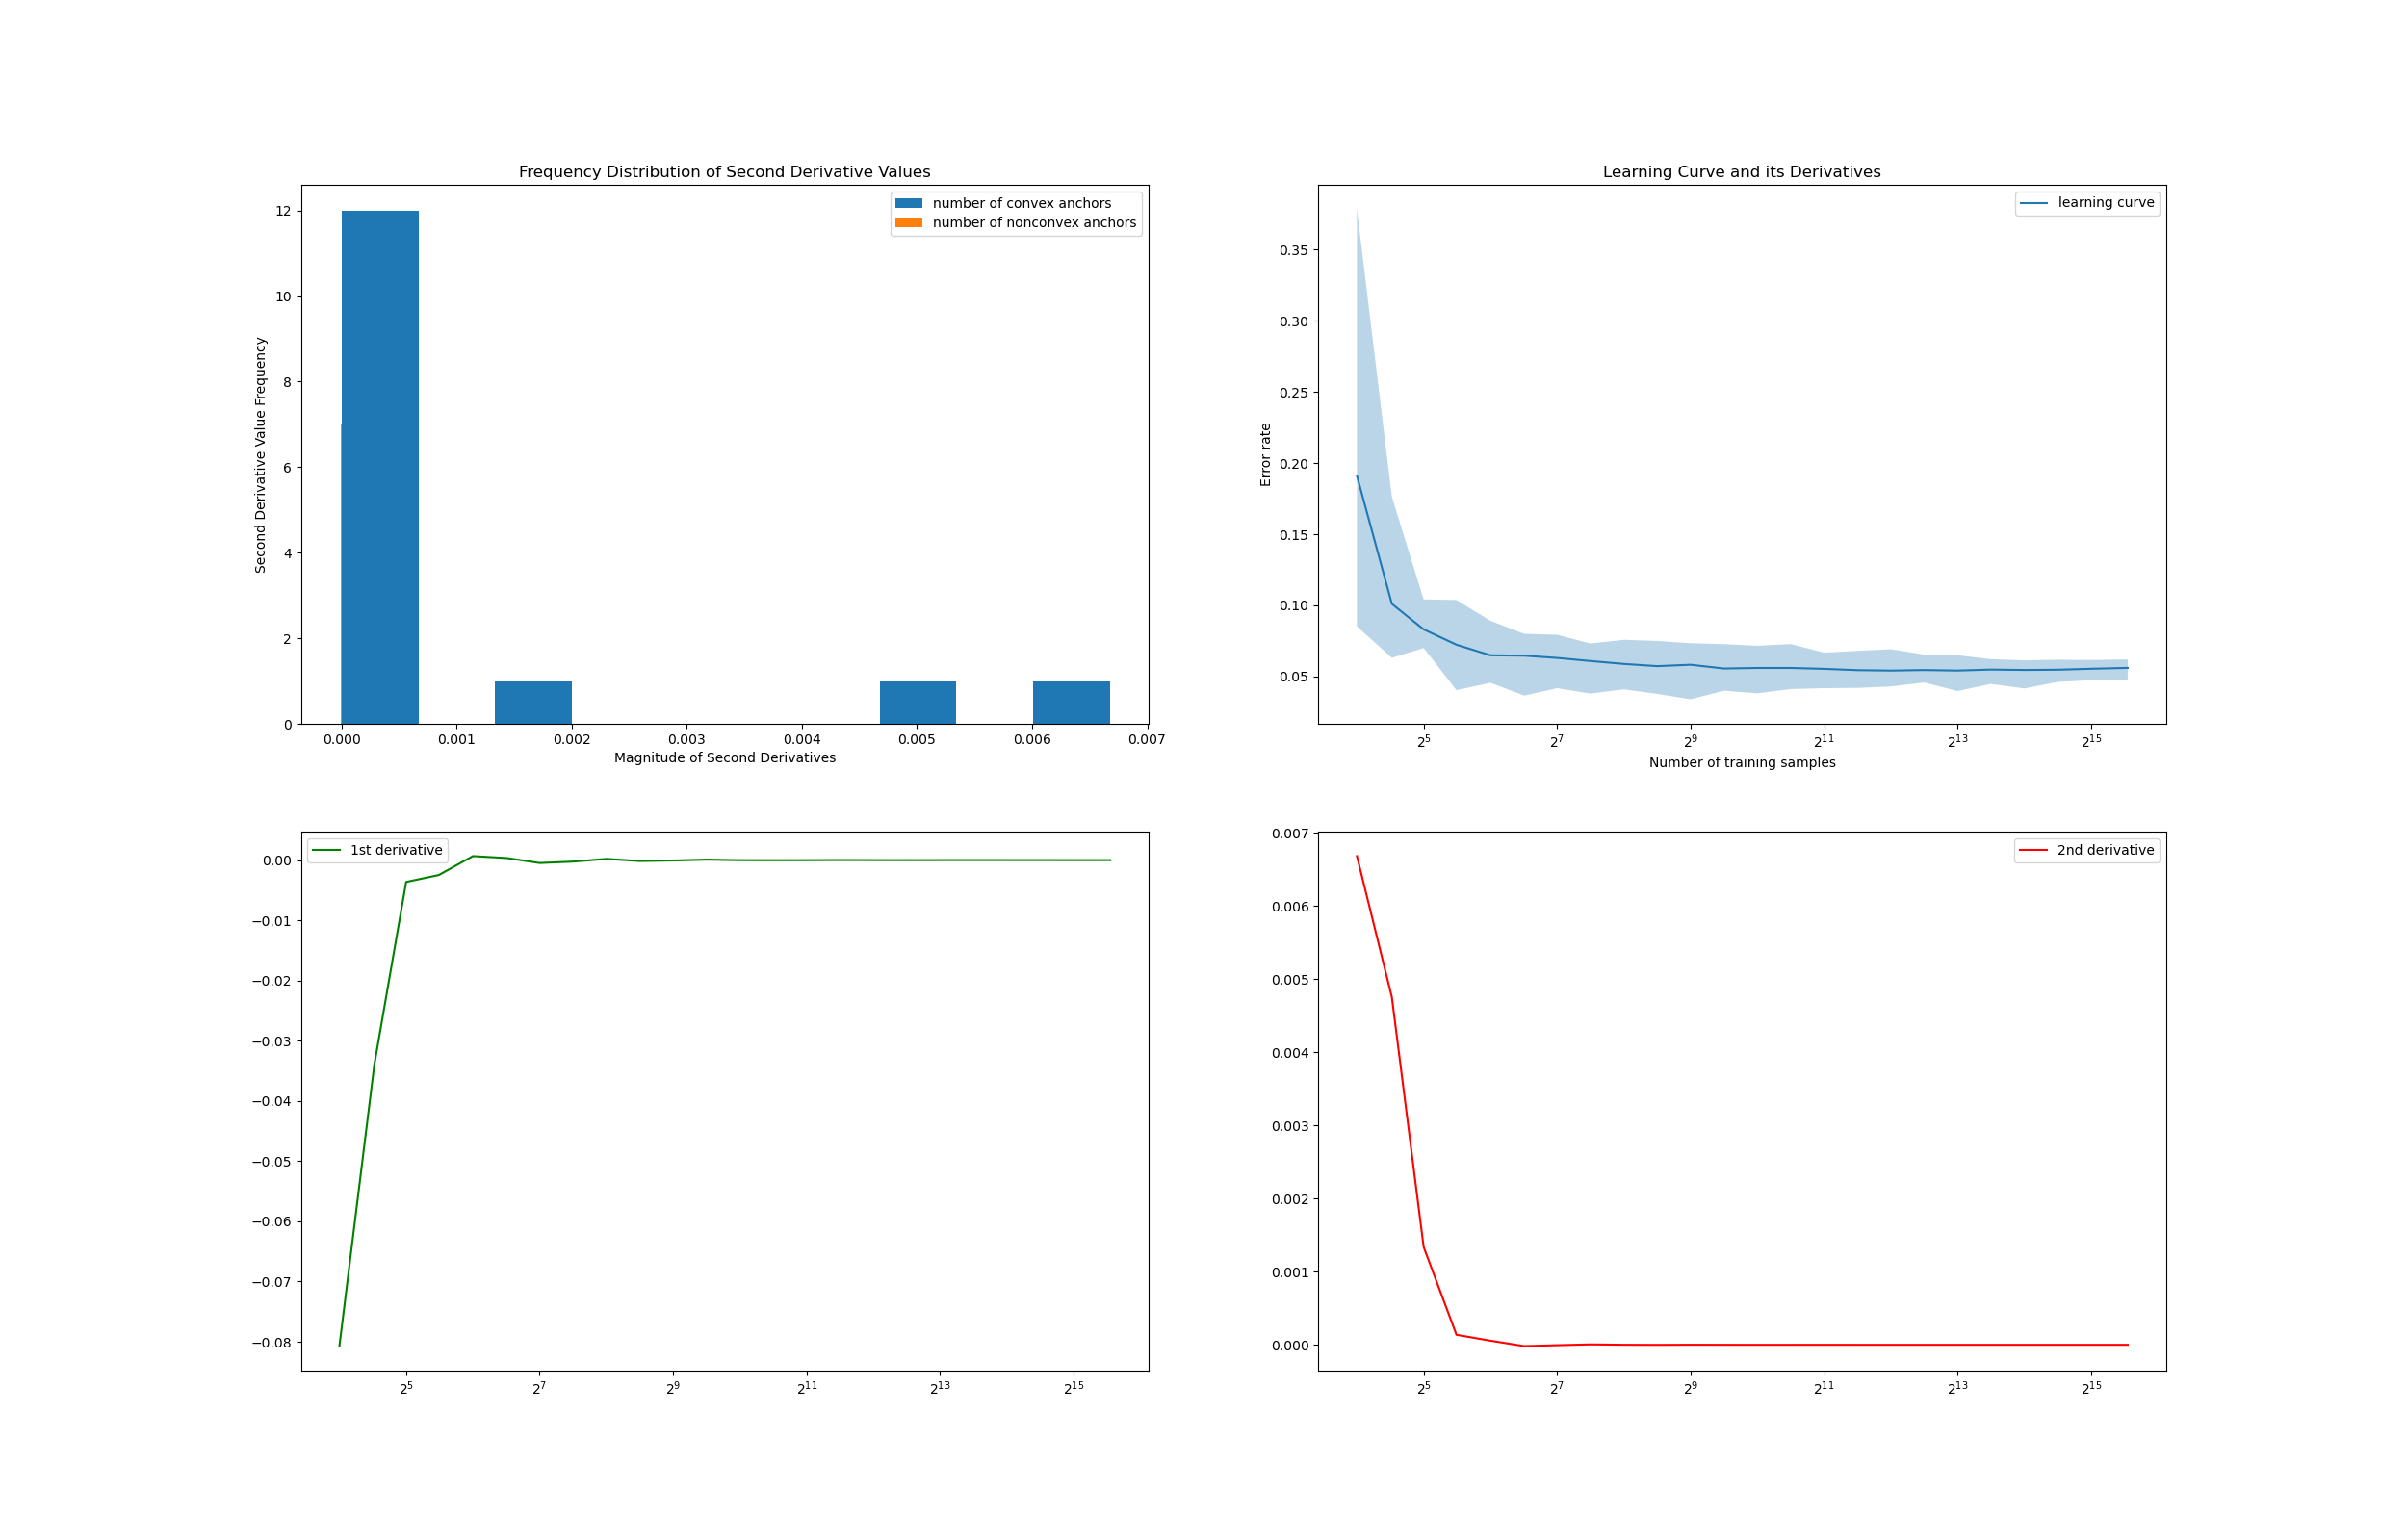 Frequency Distribution of Second Derivative Values
number of convex anchors
number of nonconvex anchors
12
10
8
6
4
2
0
Second Derivative Value Frequency
0.000 0.001 0.002 0.003 0.004 0.005 0.006 0.007
Magnitude of Second Derivatives
Learning Curve and its Derivatives
learning curve
0.35
0.30
0.25
0.20
0.15
0.10
0.05
Error rate
2^5 2^7 2^9 2^11 2^13 2^15
Number of training samples
1st derivative
0.00
−0.01
−0.02
−0.03
−0.04
−0.05
−0.06
−0.07
−0.08
2^5 2^7 2^9 2^11 2^13 2^15
2nd derivative
0.007
0.006
0.005
0.004
0.003
0.002
0.001
0.000
2^5 2^7 2^9 2^11 2^13 2^15